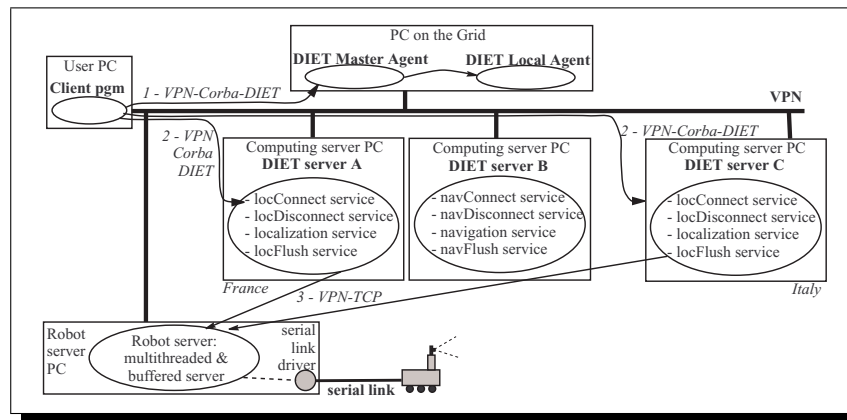 PC on the Grid
DIET Master Agent
DIET Local Agent
User PC
Client pgm
1 - VPN-Corba-DIET
VPN
2 - VPN
Corba
DIET
Computing server PC
DIET server A
- locConnect service
- locDisconnect service
- localization service
- locFlush service
France
Computing server PC
DIET server B
- navConnect service
- navDisconnect service
- navigation service
- navFlush service
2 - VPN-Corba-DIET
Computing server PC
DIET server C
- locConnect service
- locDisconnect service
- localization service
- locFlush service
Italy
3 - VPN-TCP
Robot
server
PC
Robot server:
multithreaded &
buffered server
serial
link
driver
serial link